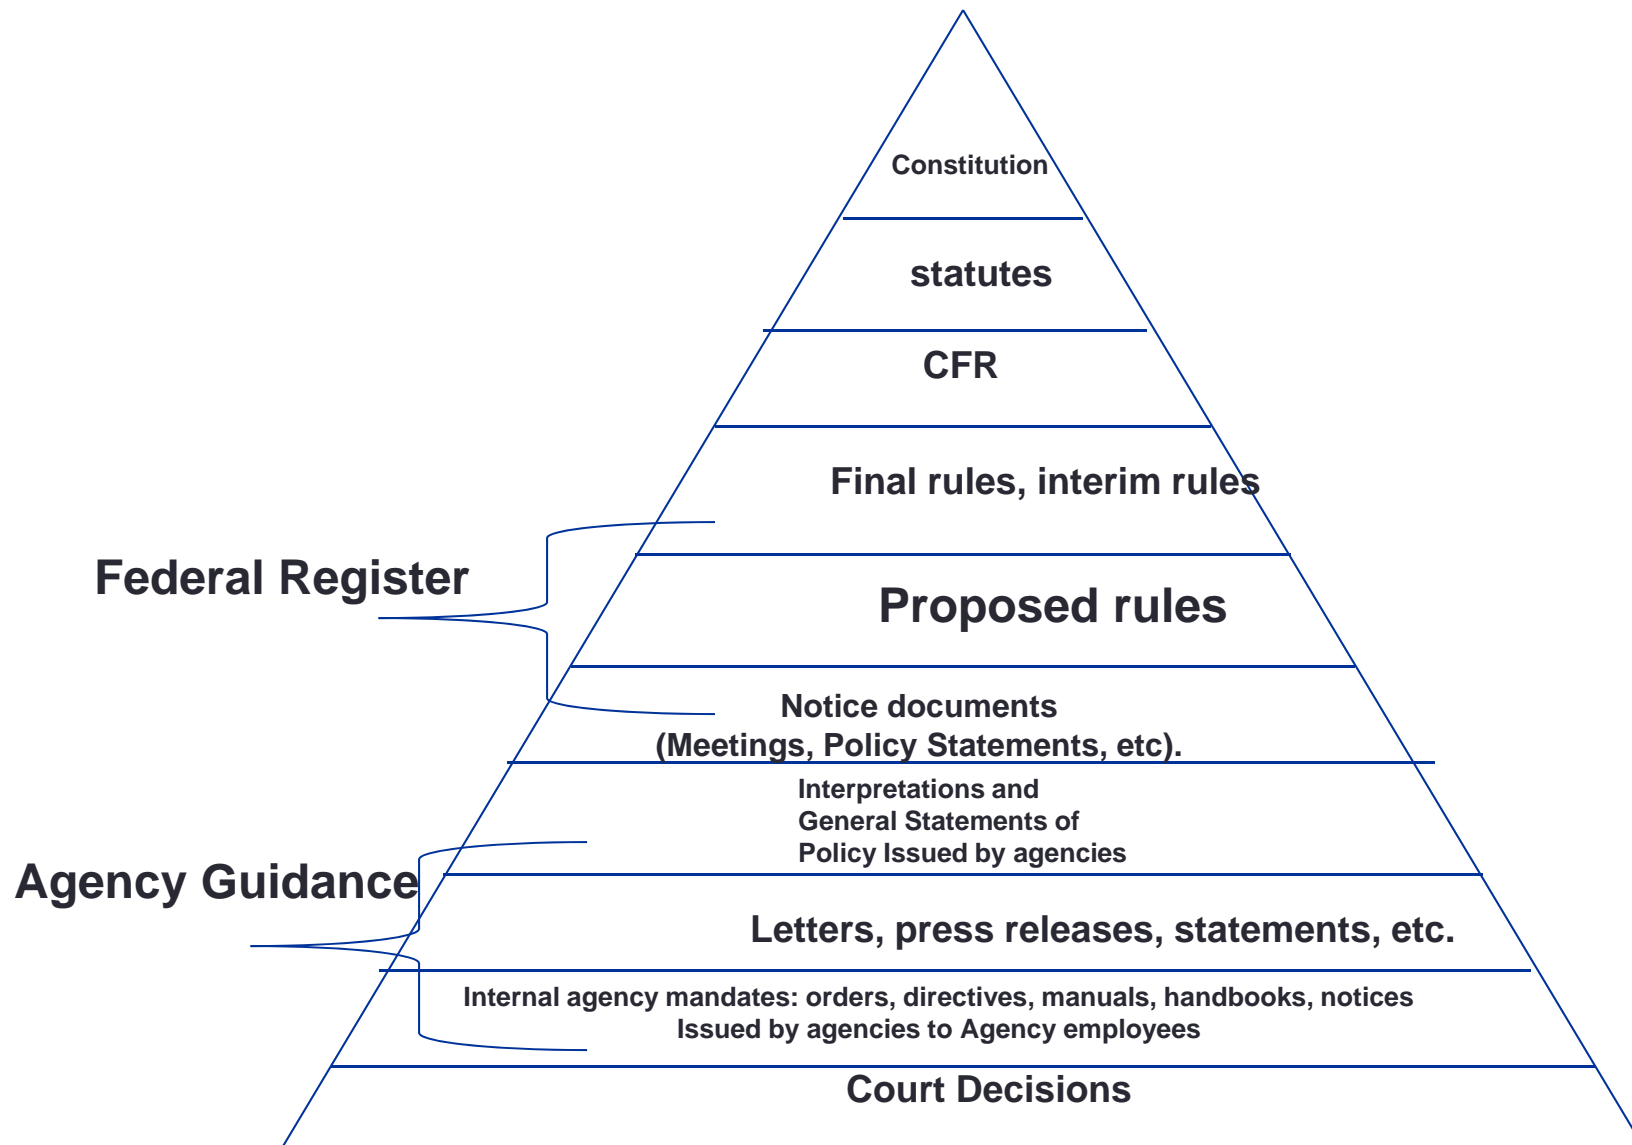 Constitution
statutes
CFR
Final rules, interim rules
Federal Register
Proposed rules
Notice documents
(Meetings, Policy Statements, etc).
Interpretations and
General Statements of
Policy Issued by agencies
Agency Guidance
Letters, press releases, statements, etc.
Internal agency mandates: orders, directives, manuals, handbooks, notices
Issued by agencies to Agency employees
Court Decisions